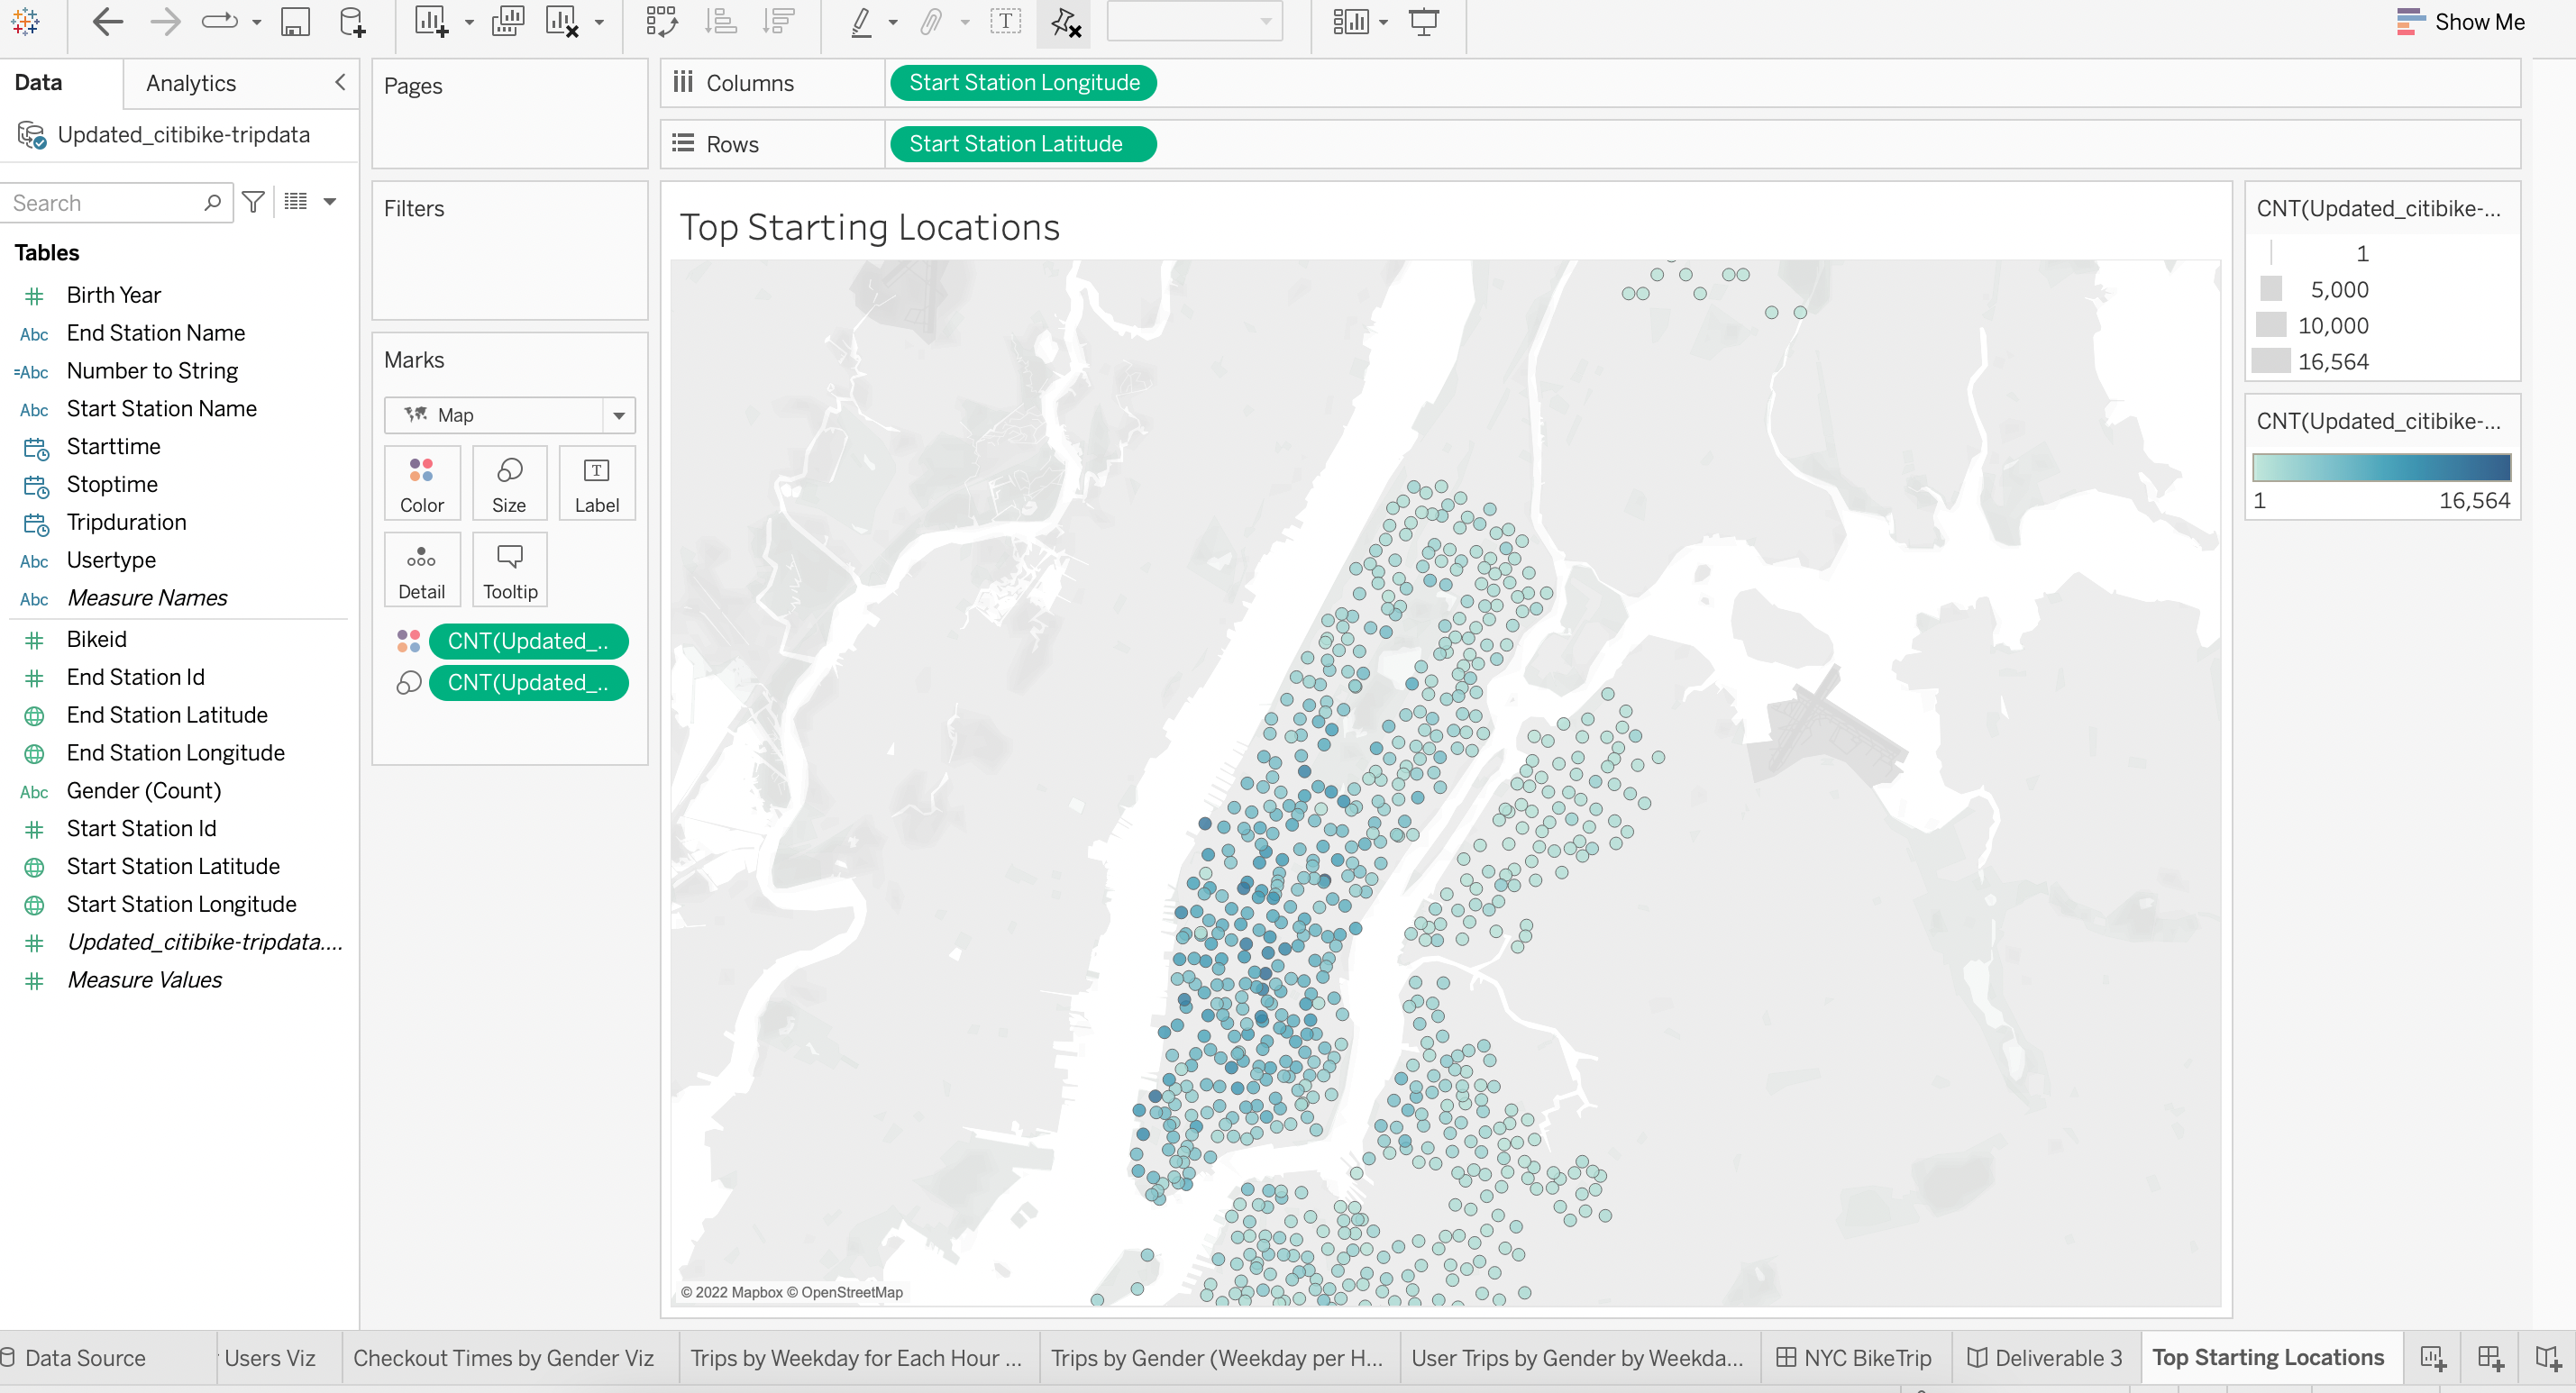 Show Me
Data
Analytics
Updated_citibike-tripdata
Search
Tables
Birth Year
Abc End Station Name
=Abc Number to String
Abc Start Station Name
Starttime
Stoptime
Tripduration
Abc Usertype
Abc Measure Names
Bikeid
End Station Id
End Station Latitude
End Station Longitude
Abc Gender (Count)
Start Station Id
Start Station Latitude
Start Station Longitude
Updated_citibike-tripdata....
Measure Values
Pages
Filters
Marks
Map
Color
Size
Label
Detail
Tooltip
CNT(Updated_..
CNT(Updated_..
Columns
Start Station Longitude
Rows
Start Station Latitude
Top Starting Locations
© 2022 Mapbox © OpenStreetMap
CNT(Updated_citibike-...
1
5,000
10,000
16,564
CNT(Updated_citibike-...
1 16,564
Data Source
Users Viz
Checkout Times by Gender Viz
Trips by Weekday for Each Hour ...
Trips by Gender (Weekday per H...
User Trips by Gender by Weekda...
NYC BikeTrip
Deliverable 3
Top Starting Locations